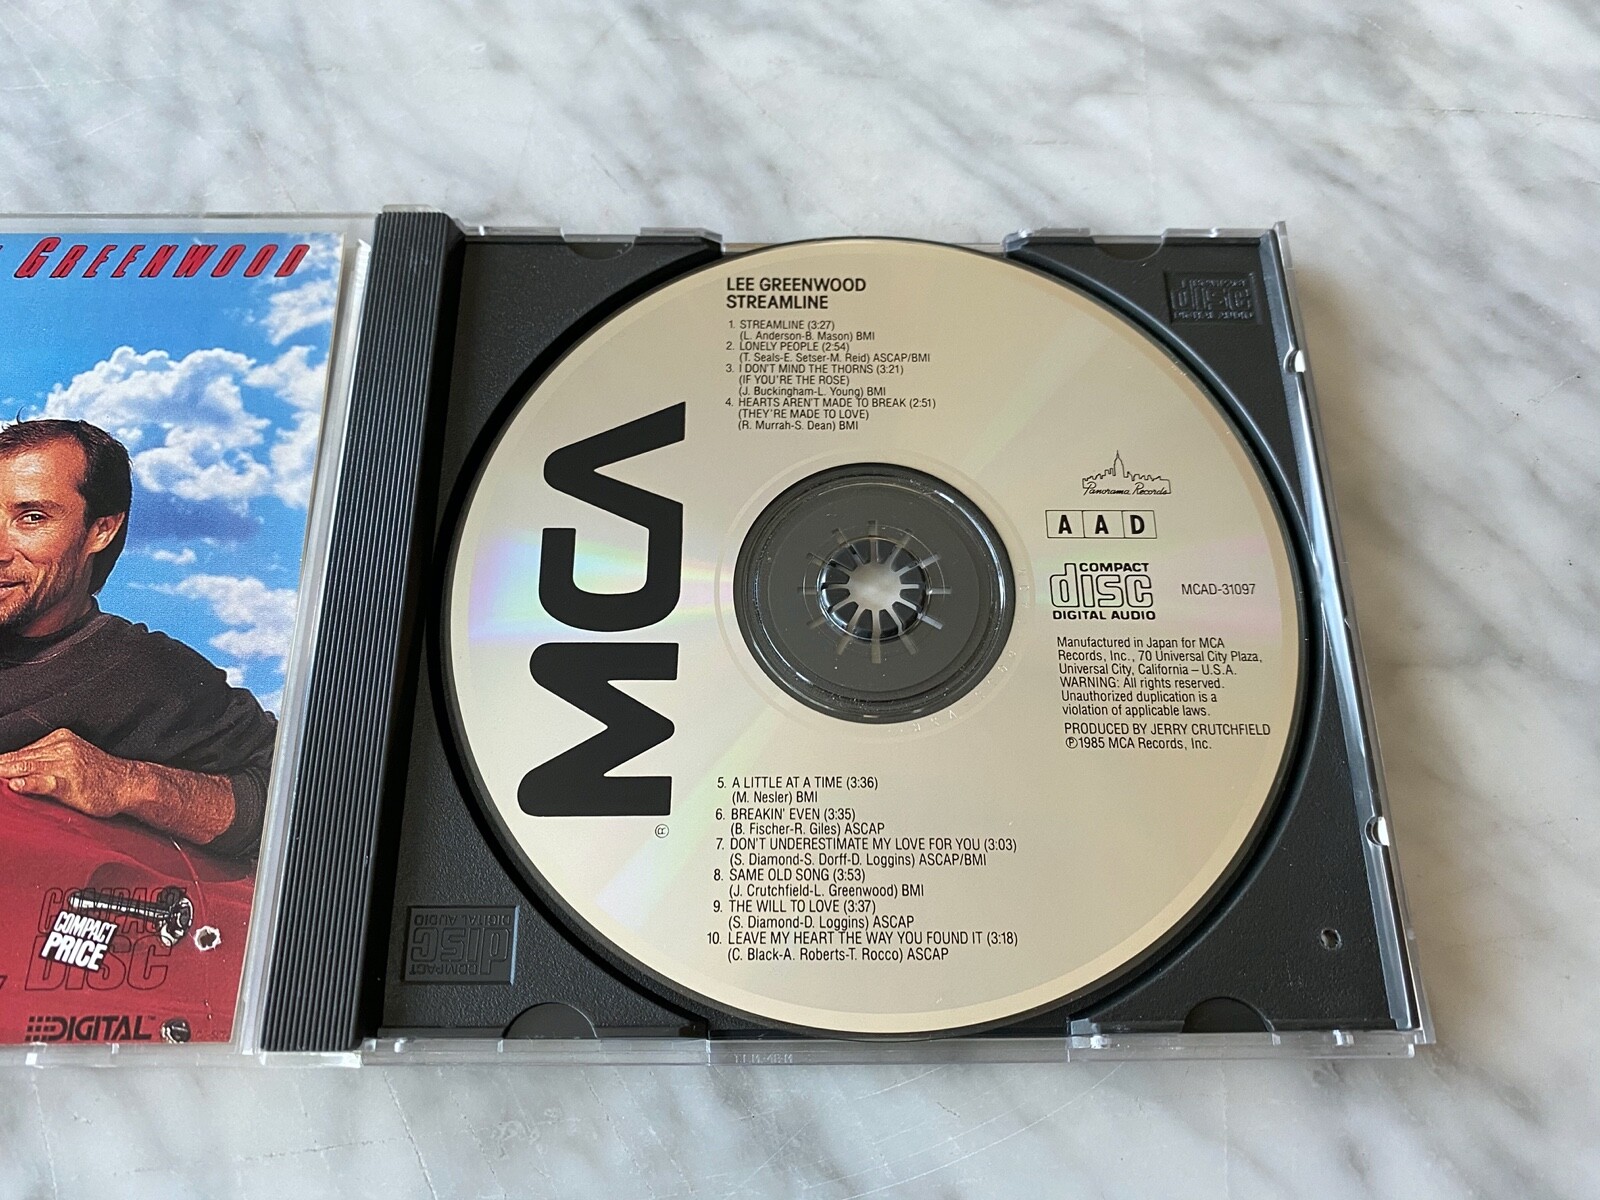 GREENWOOD
COMPACT
DISC
COMPACT
PRICE
DIGITAL™
LEE GREENWOOD
STREAMLINE
1. STREAMLINE (3:27)
(L. Anderson-B. Mason) BMI
2. LONELY PEOPLE (2:54)
(T. Seals-E. Setser-M. Reid) ASCAP/BMI
3. I DON'T MIND THE THORNS (3:21)
(IF YOU'RE THE ROSE)
(J. Buckingham-L. Young) BMI
4. HEARTS AREN'T MADE TO BREAK (2:51)
(THEY'RE MADE TO LOVE)
(R. Murrah-S. Dean) BMI
MCA®
Panorama Records
A A D
COMPACT
disc
DIGITAL AUDIO
MCAD-31097
Manufactured in Japan for MCA
Records, Inc., 70 Universal City Plaza,
Universal City, California – U.S.A.
WARNING: All rights reserved.
Unauthorized duplication is a
violation of applicable laws.
PRODUCED BY JERRY CRUTCHFIELD
℗1985 MCA Records, Inc.
5. A LITTLE AT A TIME (3:36)
(M. Nesler) BMI
6. BREAKIN' EVEN (3:35)
(B. Fischer-R. Giles) ASCAP
7. DON'T UNDERESTIMATE MY LOVE FOR YOU (3:03)
(S. Diamond-S. Dorff-D. Loggins) ASCAP/BMI
8. SAME OLD SONG (3:53)
(J. Crutchfield-L. Greenwood) BMI
9. THE WILL TO LOVE (3:37)
(S. Diamond-D. Loggins) ASCAP
10. LEAVE MY HEART THE WAY YOU FOUND IT (3:18)
(C. Black-A. Roberts-T. Rocco) ASCAP
COMPACT
disc
DIGITAL AUDIO
COMPACT
disc
DIGITAL AUDIO